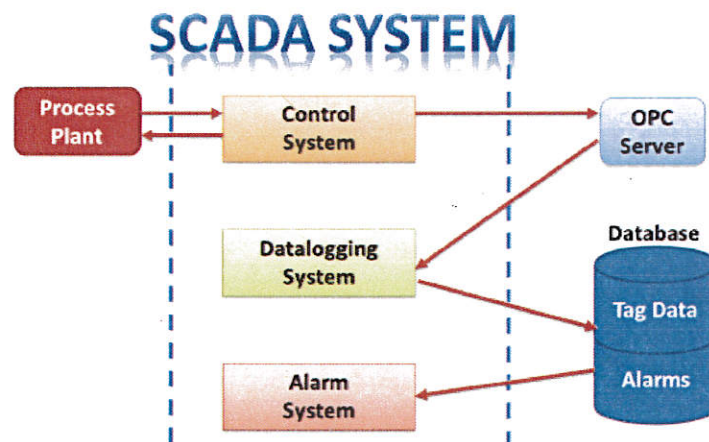 SCADA SYSTEM
Process
Plant
Control
System
OPC
Server
Datalogging
System
Database
Tag Data
Alarm
System
Alarms